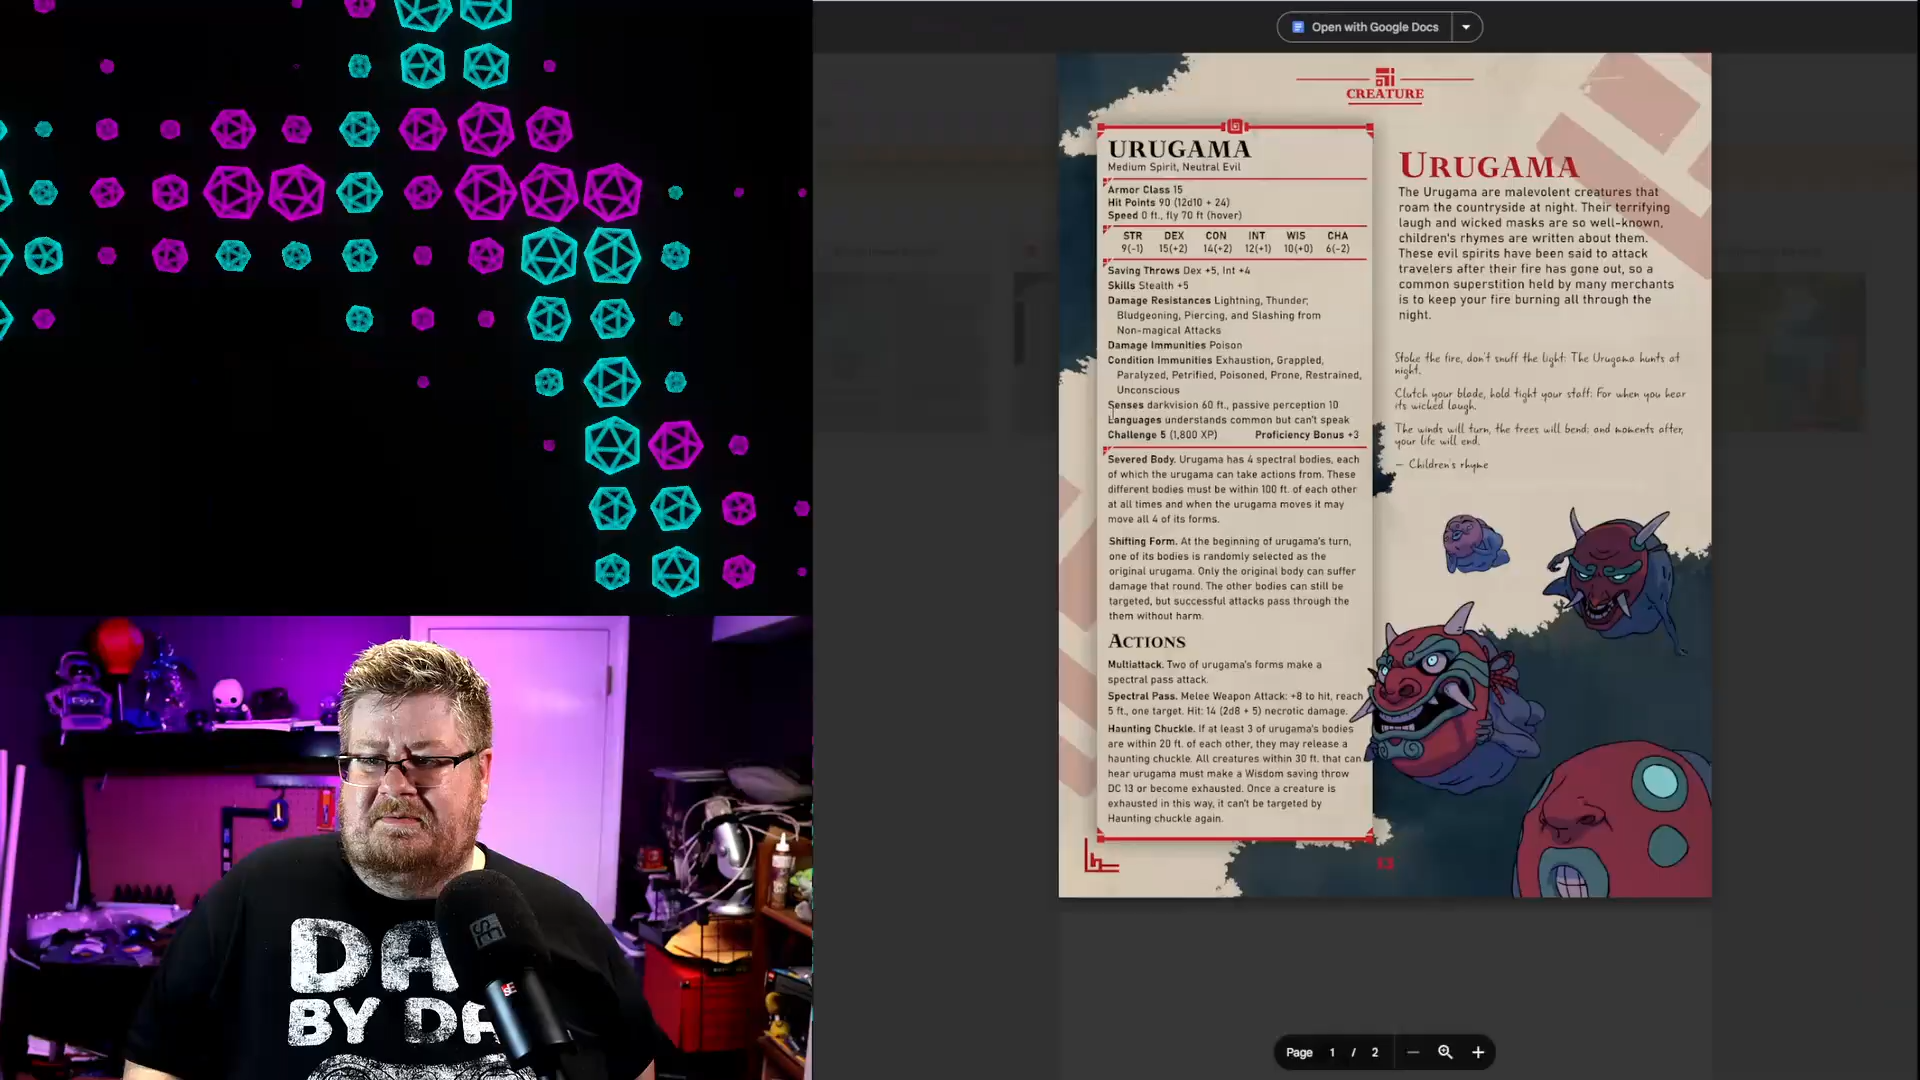 Open with Google Docs
CREATURE
URUGAMA
Medium Spirit, Neutral Evil
Armor Class 15
Hit Points 90 (12d10 + 24)
Speed 0 ft., fly 70 ft (hover)
STR DEX CON INT WIS CHA
9(-1) 15(+2) 14(+2) 12(+1) 10(+0) 6(-2)
Saving Throws Dex +5, Int +4
Skills Stealth +5
Damage Resistances Lightning, Thunder;
Bludgeoning, Piercing, and Slashing from
Non-magical Attacks
Damage Immunities Poison
Condition Immunities Exhaustion, Grappled,
Paralyzed, Petrified, Poisoned, Prone, Restrained,
Unconscious
Senses darkvision 60 ft., passive perception 10
Languages understands common but can't speak
Challenge 5 (1,800 XP) Proficiency Bonus +3
Severed Body. Urugama has 4 spectral bodies, each
of which the urugama can take actions from. These
different bodies must be within 100 ft. of each other
at all times and when the urugama moves it may
move all 4 of its forms.
Shifting Form. At the beginning of urugama's turn,
one of its bodies is randomly selected as the
original urugama. Only the original body can suffer
damage that round. The other bodies can still be
targeted, but successful attacks pass through the
them without harm.
ACTIONS
Multiattack. Two of urugama's forms make a
spectral pass attack.
Spectral Pass. Melee Weapon Attack: +8 to hit, reach
5 ft., one target. Hit: 14 (2d8 + 5) necrotic damage.
Haunting Chuckle. If at least 3 of urugama's bodies
are within 20 ft. of each other, they may release a
haunting chuckle. All creatures within 30 ft. that can
hear urugama must make a Wisdom saving throw
DC 13 or become exhausted. Once a creature is
exhausted in this way, it can't be targeted by
Haunting chuckle again.
URUGAMA
The Urugama are malevolent creatures that
roam the countryside at night. Their terrifying
laugh and wicked masks are so well-known,
children's rhymes are written about them.
These evil spirits have been said to attack
travelers after their fire has gone out, so a
common superstition held by many merchants
is to keep your fire burning all through the
night.
Stoke the fire, don't snuff the light: The Urugama hunts at
night.
Clutch your blade, hold tight your staff: For when you hear
its wicked laugh.
The winds will turn, the trees will bend; and moments after,
your life will end.
— Children's rhyme
Page 1 / 2
DA
BY DA